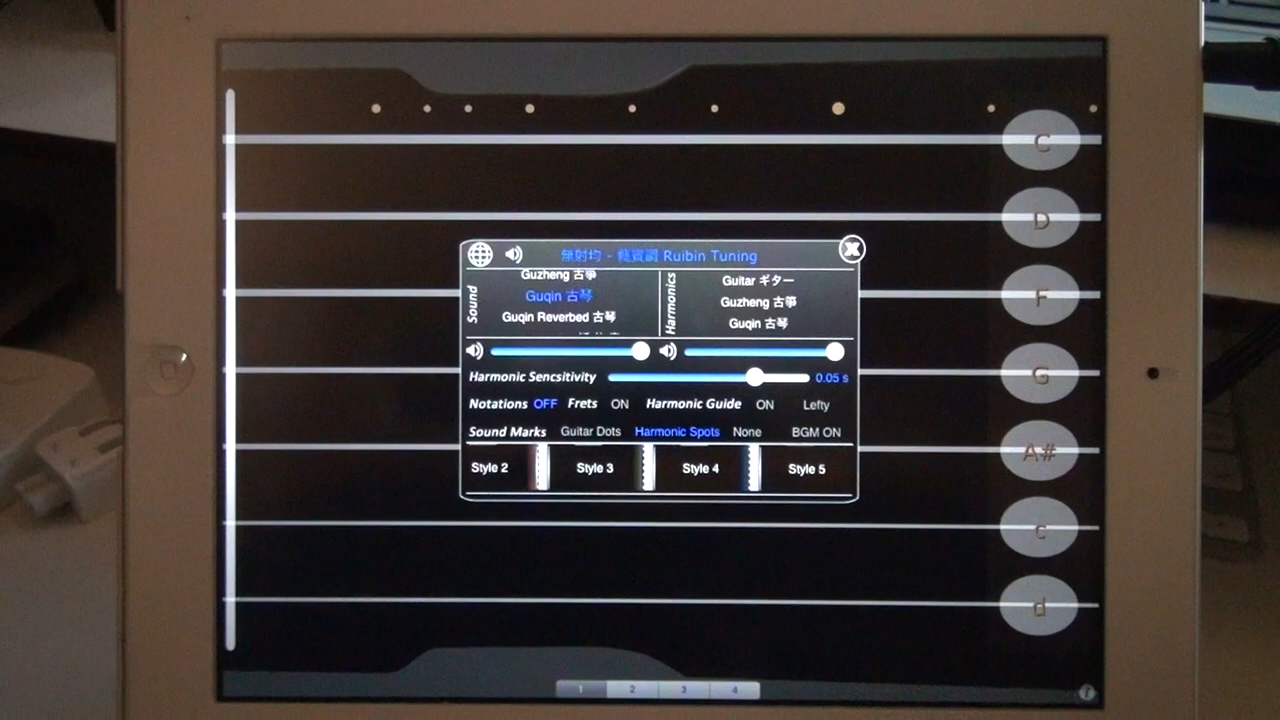 C
D
F
G
A#
c
d
無射均 - 蕤賓調 Ruibin Tuning
Sound
Guzheng 古箏
Guqin 古琴
Guqin Reverbed 古琴
Harmonics
Guitar ギター
Guzheng 古箏
Guqin 古琴
Harmonic Sencsitivity 0.05 s
Notations OFF Frets ON Harmonic Guide ON Lefty
Sound Marks Guitar Dots Harmonic Spots None BGM ON
Style 2 Style 3 Style 4 Style 5
1 2 3 4